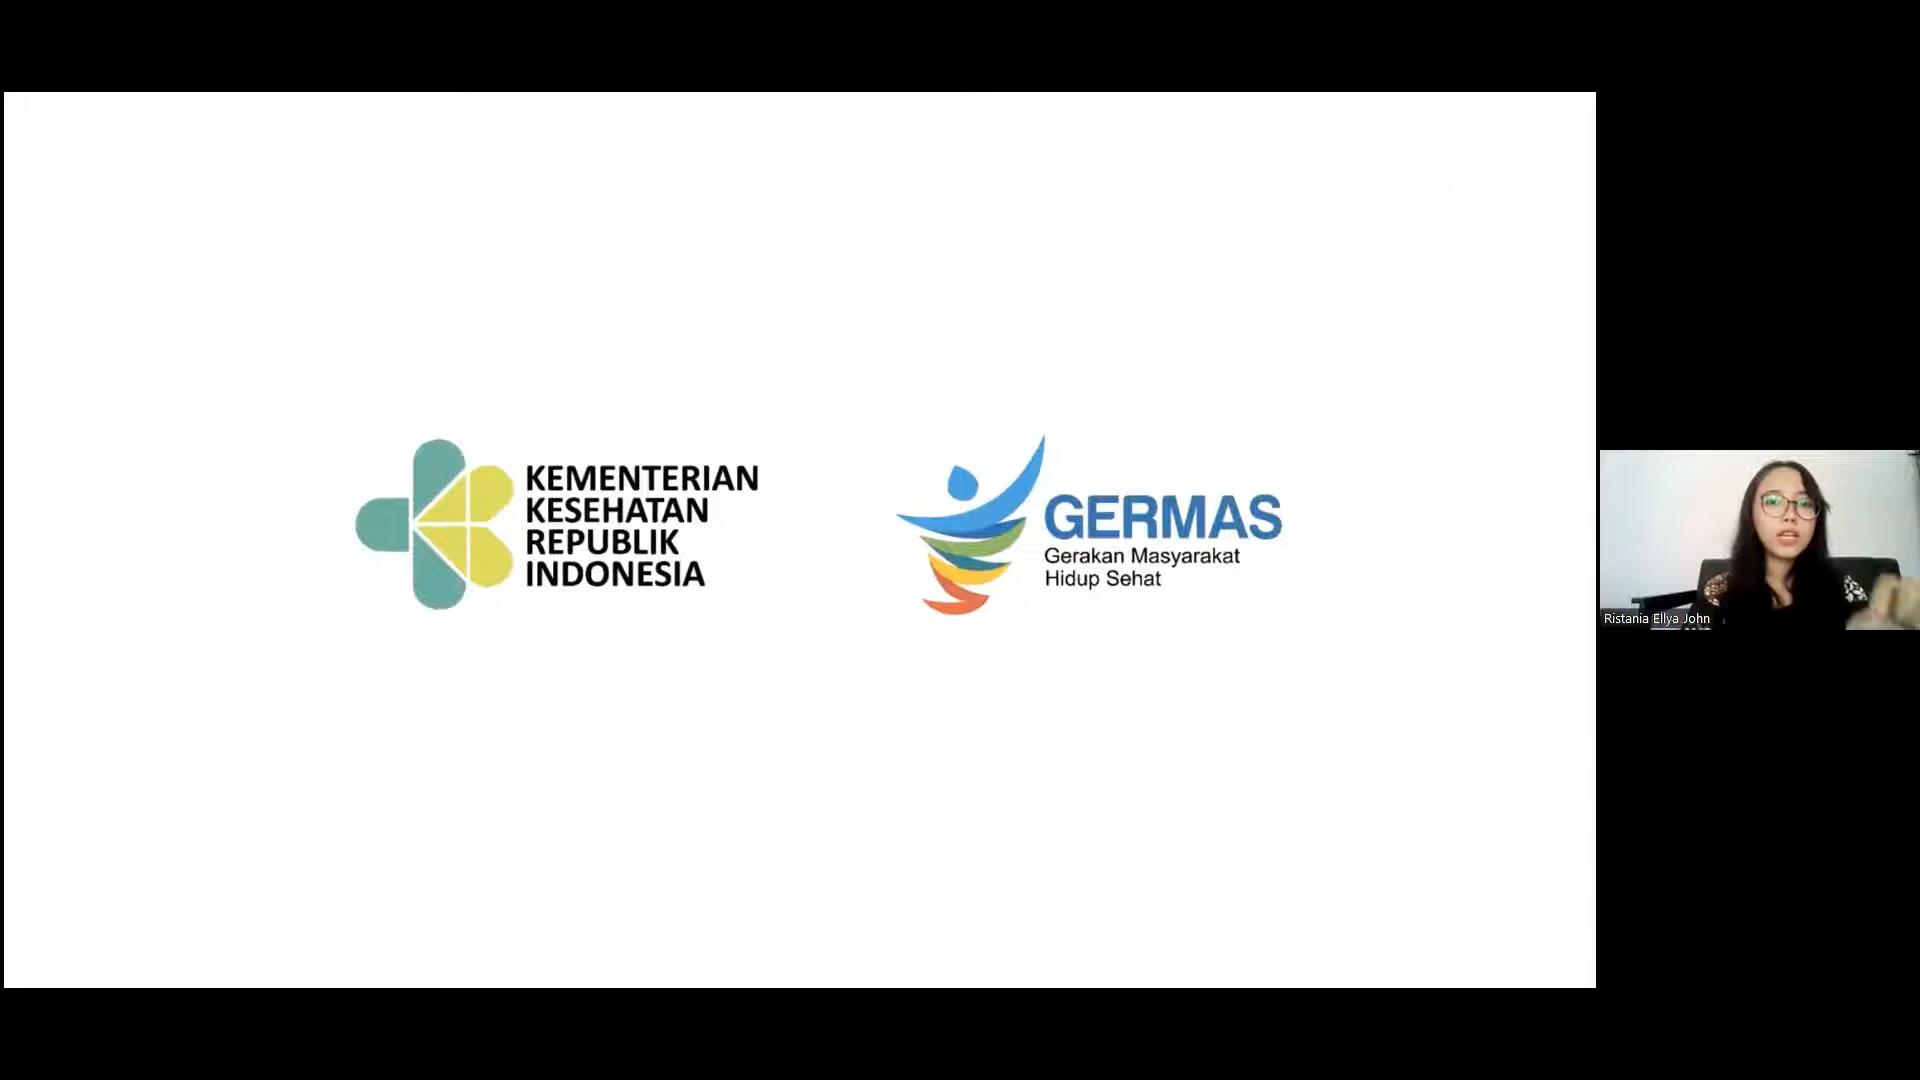 KEMENTERIAN
KESEHATAN
REPUBLIK
INDONESIA
GERMAS
Gerakan Masyarakat
Hidup Sehat
Ristania Ellya John